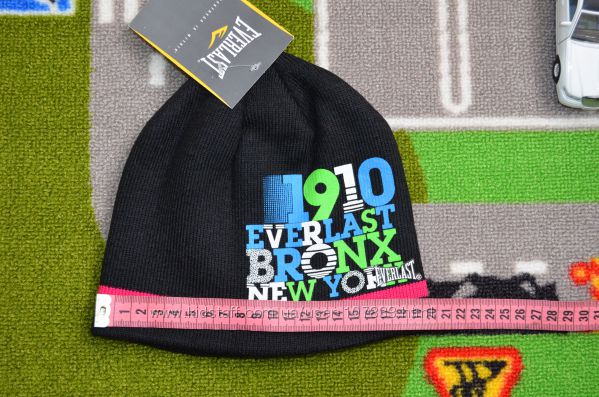 EVERLAST
1910
EVERLAST
BRONX
NEW YORK
EVERLAST
1 2 3 4 5 6 7 8 9 10 11 12 13 14 15 16 17 18 19 20 21 22 23 24 25 26 27 28 29 30 31